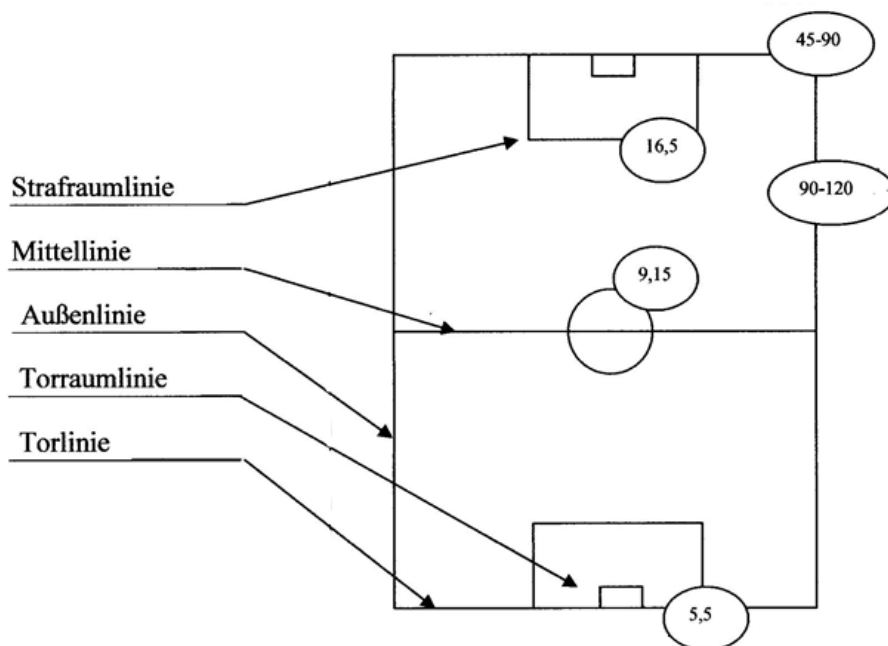 45-90
16,5
90-120
Strafraumlinie
Mittellinie
9,15
Außenlinie
Torraumlinie
Torlinie
5,5